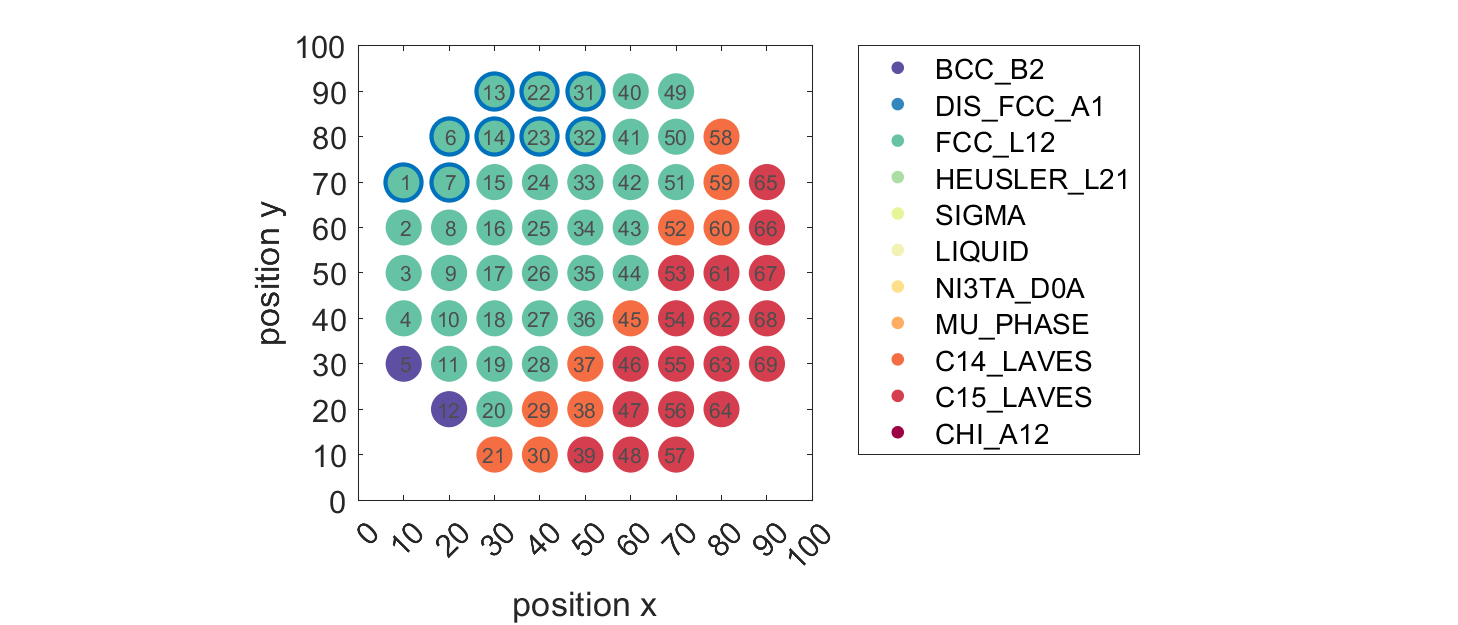 100
90 13 22 31 40 49
80 6 14 23 32 41 50 58
70 1 7 15 24 33 42 51 59 65
60 2 8 16 25 34 43 52 60 66
50 3 9 17 26 35 44 53 61 67
40 4 10 18 27 36 45 54 62 68
30 5 11 19 28 37 46 55 63 69
20 12 20 29 38 47 56 64
10 21 30 39 48 57
0
position y
0 10 20 30 40 50 60 70 80 90 100
position x
BCC_B2
DIS_FCC_A1
FCC_L12
HEUSLER_L21
SIGMA
LIQUID
NI3TA_D0A
MU_PHASE
C14_LAVES
C15_LAVES
CHI_A12